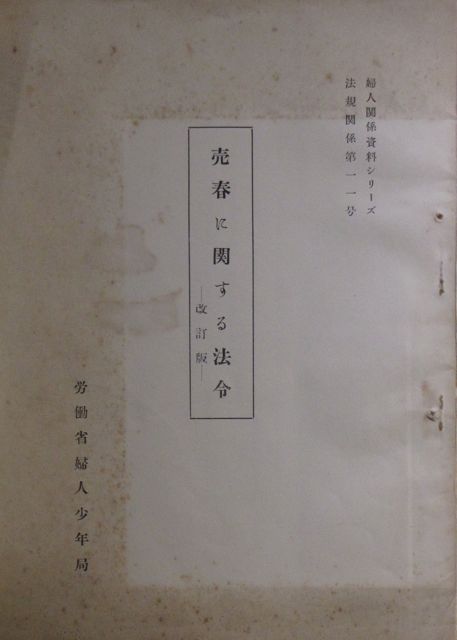 婦人関係資料シリーズ
法規関係第一一号
売春に関する法令
―改訂版―
労働省婦人少年局